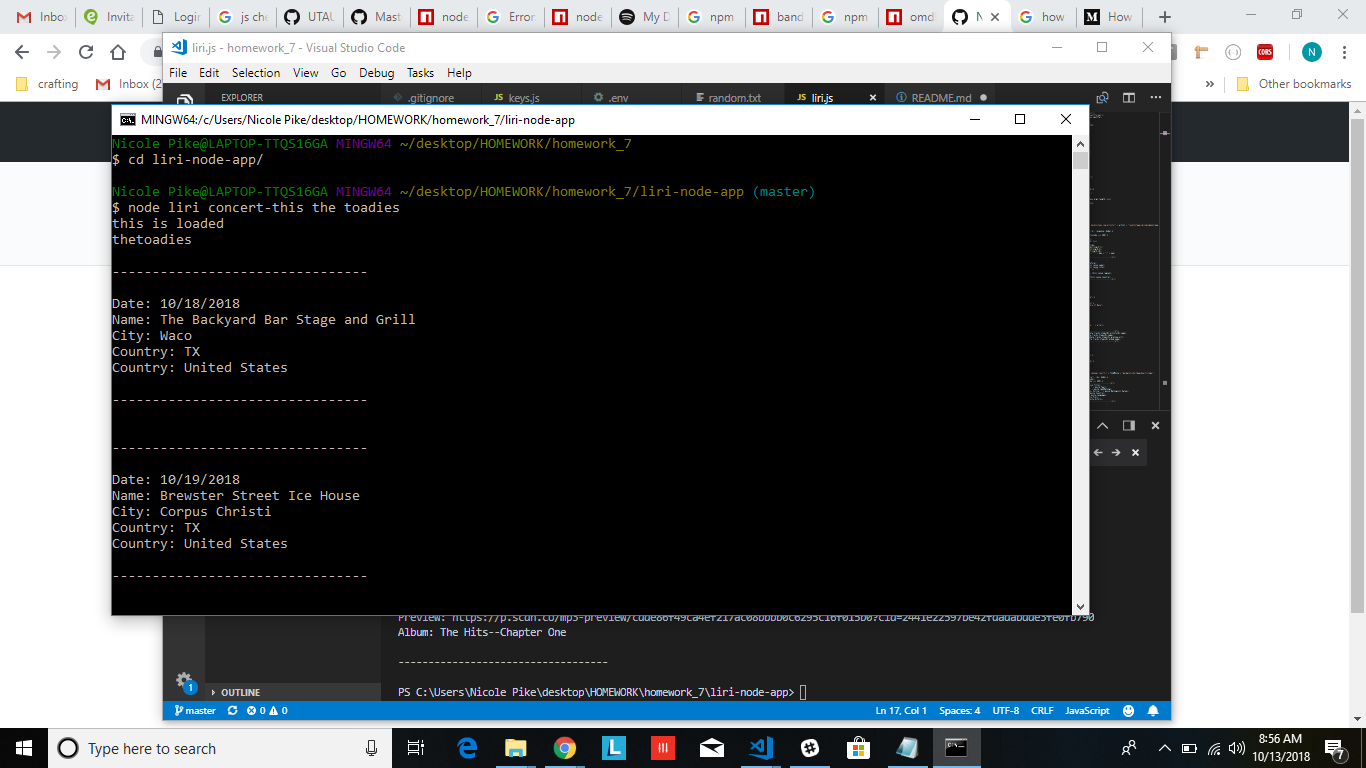 Inbo
Invita
Login
js che
UTAU
Mast
node
Error
node
My D
npm
band
npm
omd
N
how
How
liri.js - homework_7 - Visual Studio Code
File Edit Selection View Go Debug Tasks Help
crafting
Inbox (2
Other bookmarks
EXPLORER
.gitignore
JS keys.js
.env
random.txt
JS liri.js
README.md
MINGW64:/c/Users/Nicole Pike/desktop/HOMEWORK/homework_7/liri-node-app
Nicole Pike@LAPTOP-TTQS16GA MINGW64 ~/desktop/HOMEWORK/homework_7
$ cd liri-node-app/
Nicole Pike@LAPTOP-TTQS16GA MINGW64 ~/desktop/HOMEWORK/homework_7/liri-node-app (master)
$ node liri concert-this the toadies
this is loaded
thetoadies
--------------------------------
Date: 10/18/2018
Name: The Backyard Bar Stage and Grill
City: Waco
Country: TX
Country: United States
--------------------------------
--------------------------------
Date: 10/19/2018
Name: Brewster Street Ice House
City: Corpus Christi
Country: TX
Country: United States
--------------------------------
Album: The Hits--Chapter One
-----------------------------------
PS C:\Users\Nicole Pike\desktop\HOMEWORK\homework_7\liri-node-app>
1
OUTLINE
master
0 0
Ln 17, Col 1
Spaces: 4
UTF-8
CRLF
JavaScript
Type here to search
8:56 AM
10/13/2018
7